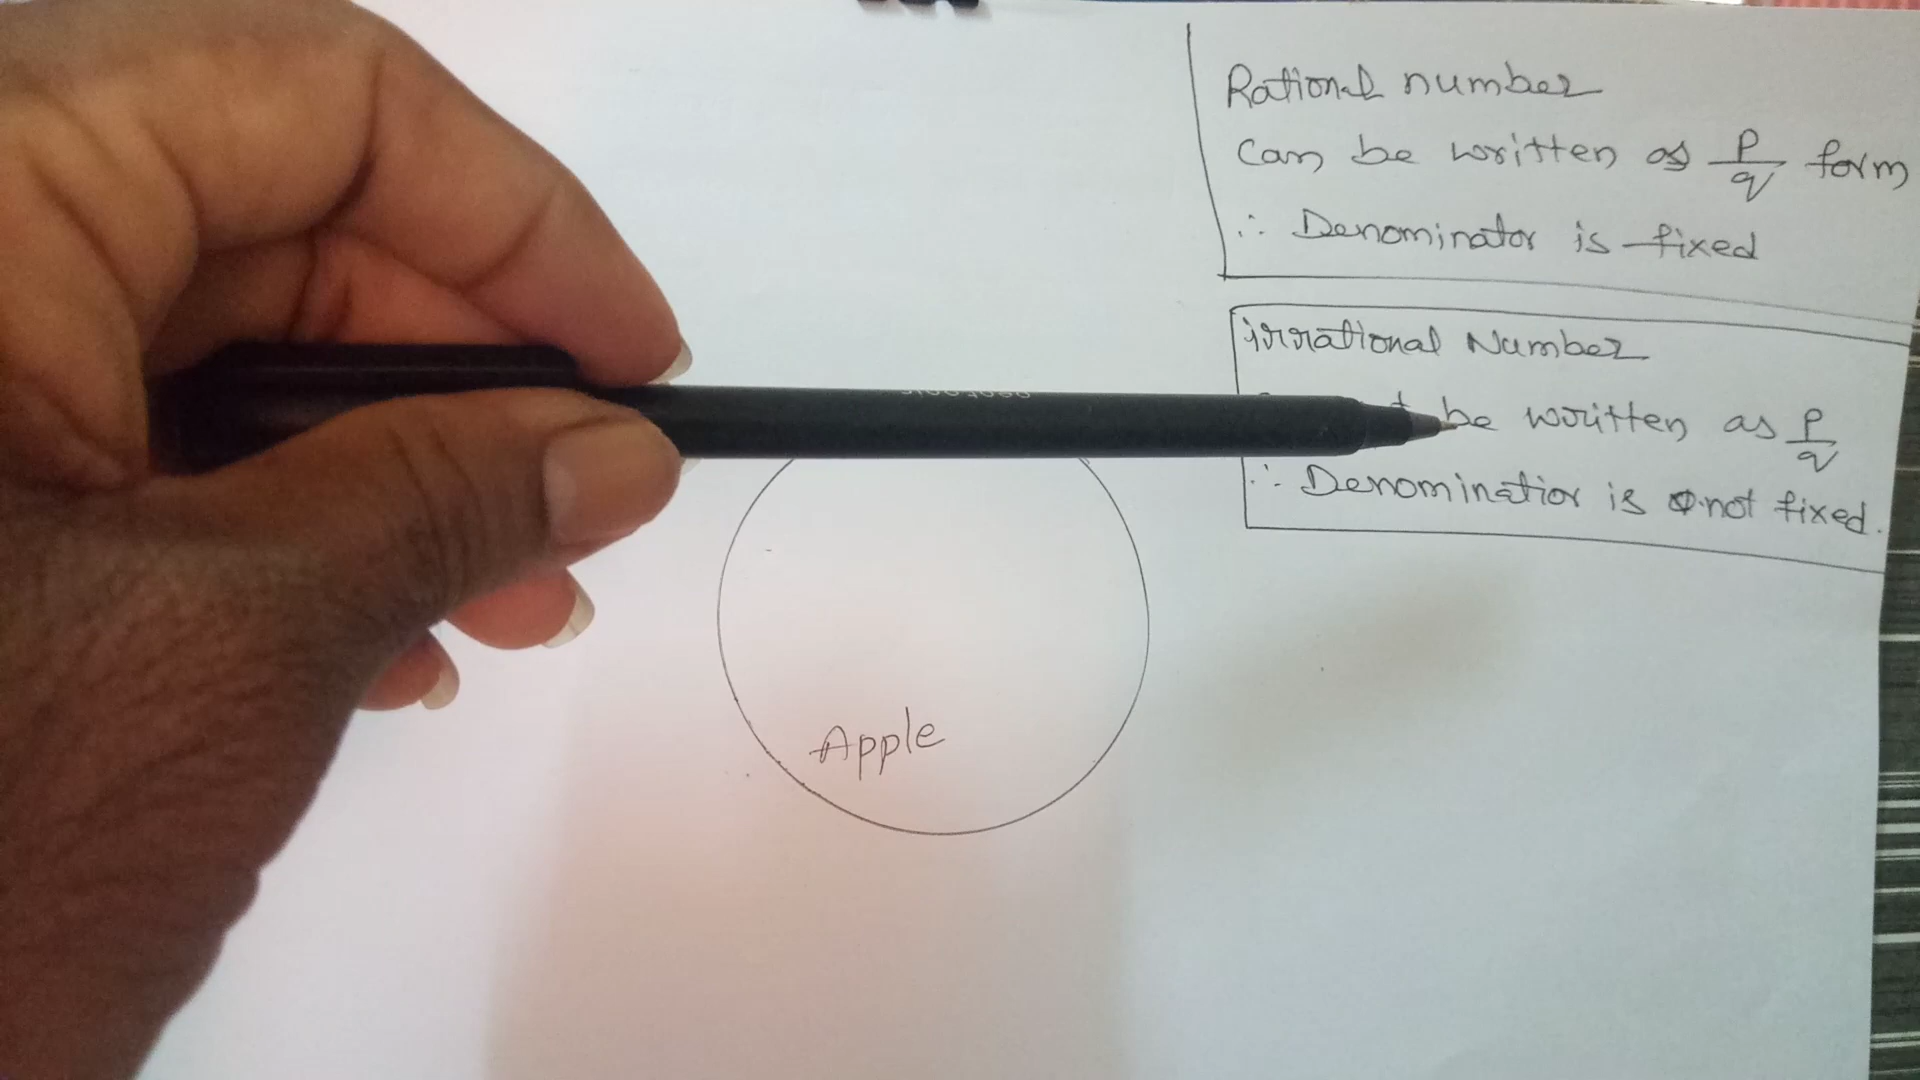 Rational number
Can be written as p/q form
∴ Denominator is fixed
irrational Number
be written as p/q
∴ Denominatior is not fixed.
Apple